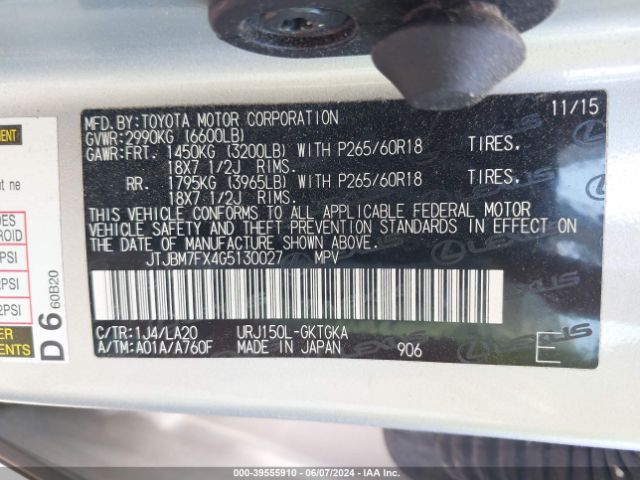 MFD.BY:TOYOTA MOTOR CORPORATION 11/15
GVWR:2990KG (6600LB)
GAWR:FRT. 1450KG (3200LB) WITH P265/60R18 TIRES.
18X7 1/2J RIMS.
RR. 1795KG (3965LB) WITH P265/60R18 TIRES.
18X7 1/2J RIMS.
THIS VEHICLE CONFORMS TO ALL APPLICABLE FEDERAL MOTOR
VEHICLE SAFETY AND THEFT PREVENTION STANDARDS IN EFFECT ON
THE DATE OF MANUFACTURE SHOWN ABOVE.
JTJBM7FX4G5130027 MPV
C/TR:1J4/LA20 URJ150L-GKTGKA
A/TM:A01A/A760F MADE IN JAPAN 906 E
LEXUS
D6 60B20
000-39555910 - 06/07/2024 - IAA Inc.